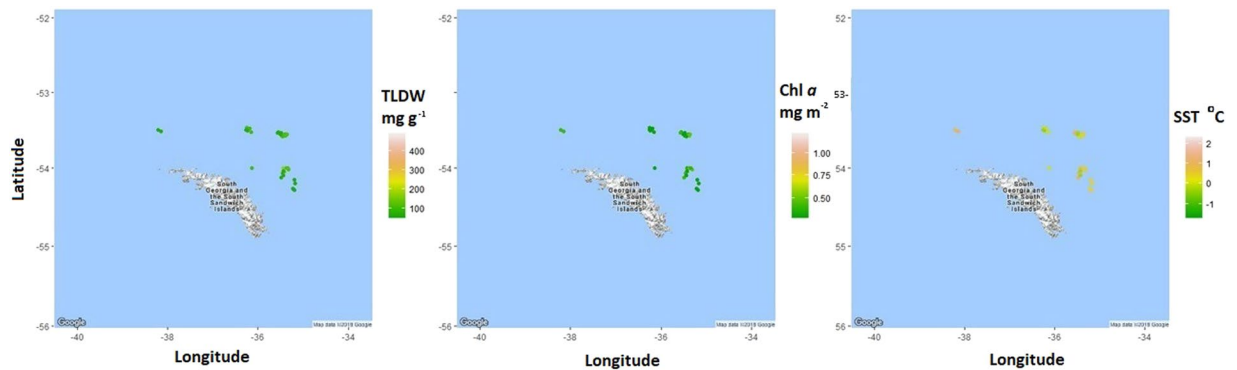 -52
-53
-54
-55
-56
Latitude
-40
-38
-36
-34
Longitude
South
Georgia and
the South
Sandwich
Islands
Google
Map data ©2018 Google
TLDW
mg g⁻¹
400
300
200
100
-52
-53
-54
-55
-56
-40
-38
-36
-34
Longitude
South
Georgia and
the South
Sandwich
Islands
Google
Map data ©2018 Google
Chl a
mg m⁻²
1.00
0.75
0.50
52
53-
54
55
56
-40
-38
-36
-34
Longitude
South
Georgia and
the South
Sandwich
Islands
Google
Map data ©2018 Google
SST °C
2
1
0
-1